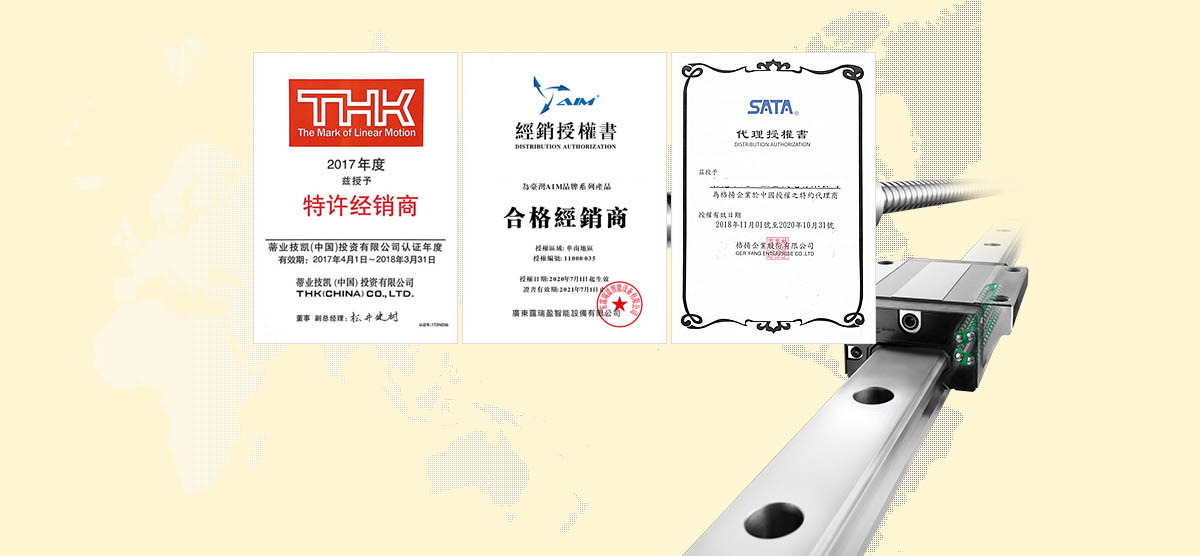 THK
The Mark of Linear Motion
2017年度
兹授予
特许经销商
蒂业技凯(中国)投资有限公司认证年度
有效期：2017年4月1日～2018年3月31日
蒂业技凯 (中国) 投资有限公司
THK(CHINA) CO., LTD.
董事 副总经理：松井健樹
AIM®
經銷授權書
DISTRIBUTION AUTHORIZATION
為臺灣AIM品牌系列產品
合格經銷商
授權區域: 華南地區
授權編號: 11000 035
授權日期:2020年7月1日起生效
證書有效期:2021年7月1日止
廣東靄瑞盈智能設備有限公司
SATA®
代理授權書
DISTRIBUTION AUTHORIZATION
茲授予
為格揚企業於中國授權之特約代理商
授權有效日期
2018年11月01號至2020年10月31號
格揚企業股份有限公司
GER YANG ENTERPRISE CO.,LTD